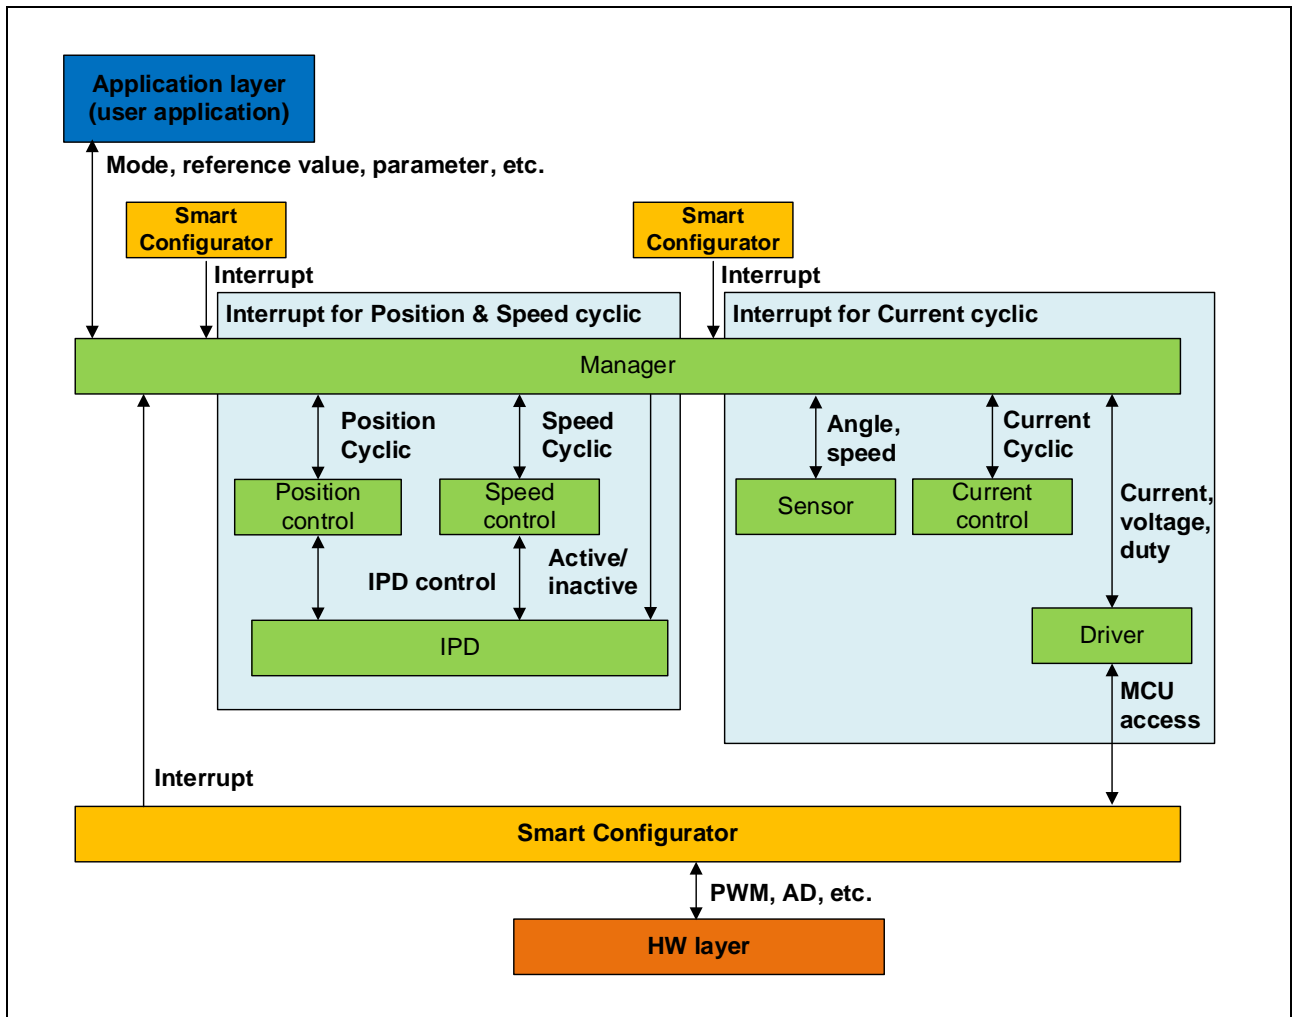 Application layer
(user application)
Mode, reference value, parameter, etc.
Smart
Configurator
Smart
Configurator
Interrupt
Interrupt
Interrupt for Position & Speed cyclic
Interrupt for Current cyclic
Manager
Position
Cyclic
Speed
Cyclic
Angle,
speed
Current
Cyclic
Position
control
Speed
control
Sensor
Current
control
Current,
voltage,
duty
IPD control
Active/
inactive
IPD
Driver
MCU
access
Interrupt
Smart Configurator
PWM, AD, etc.
HW layer